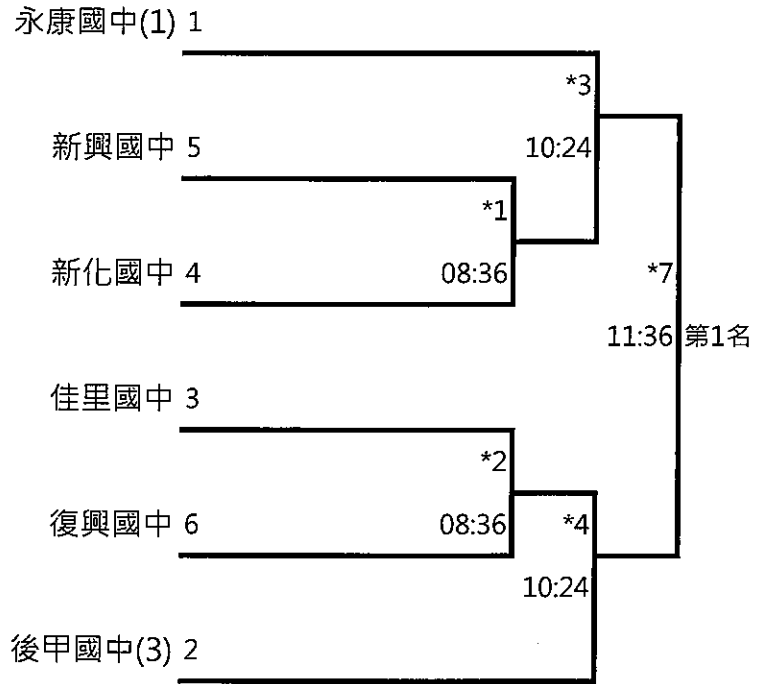 永康國中(1) 1
*3
新興國中 5
10:24
*1
新化國中 4
08:36
*7
11:36 第1名
佳里國中 3
*2
復興國中 6
08:36
*4
10:24
後甲國中(3) 2